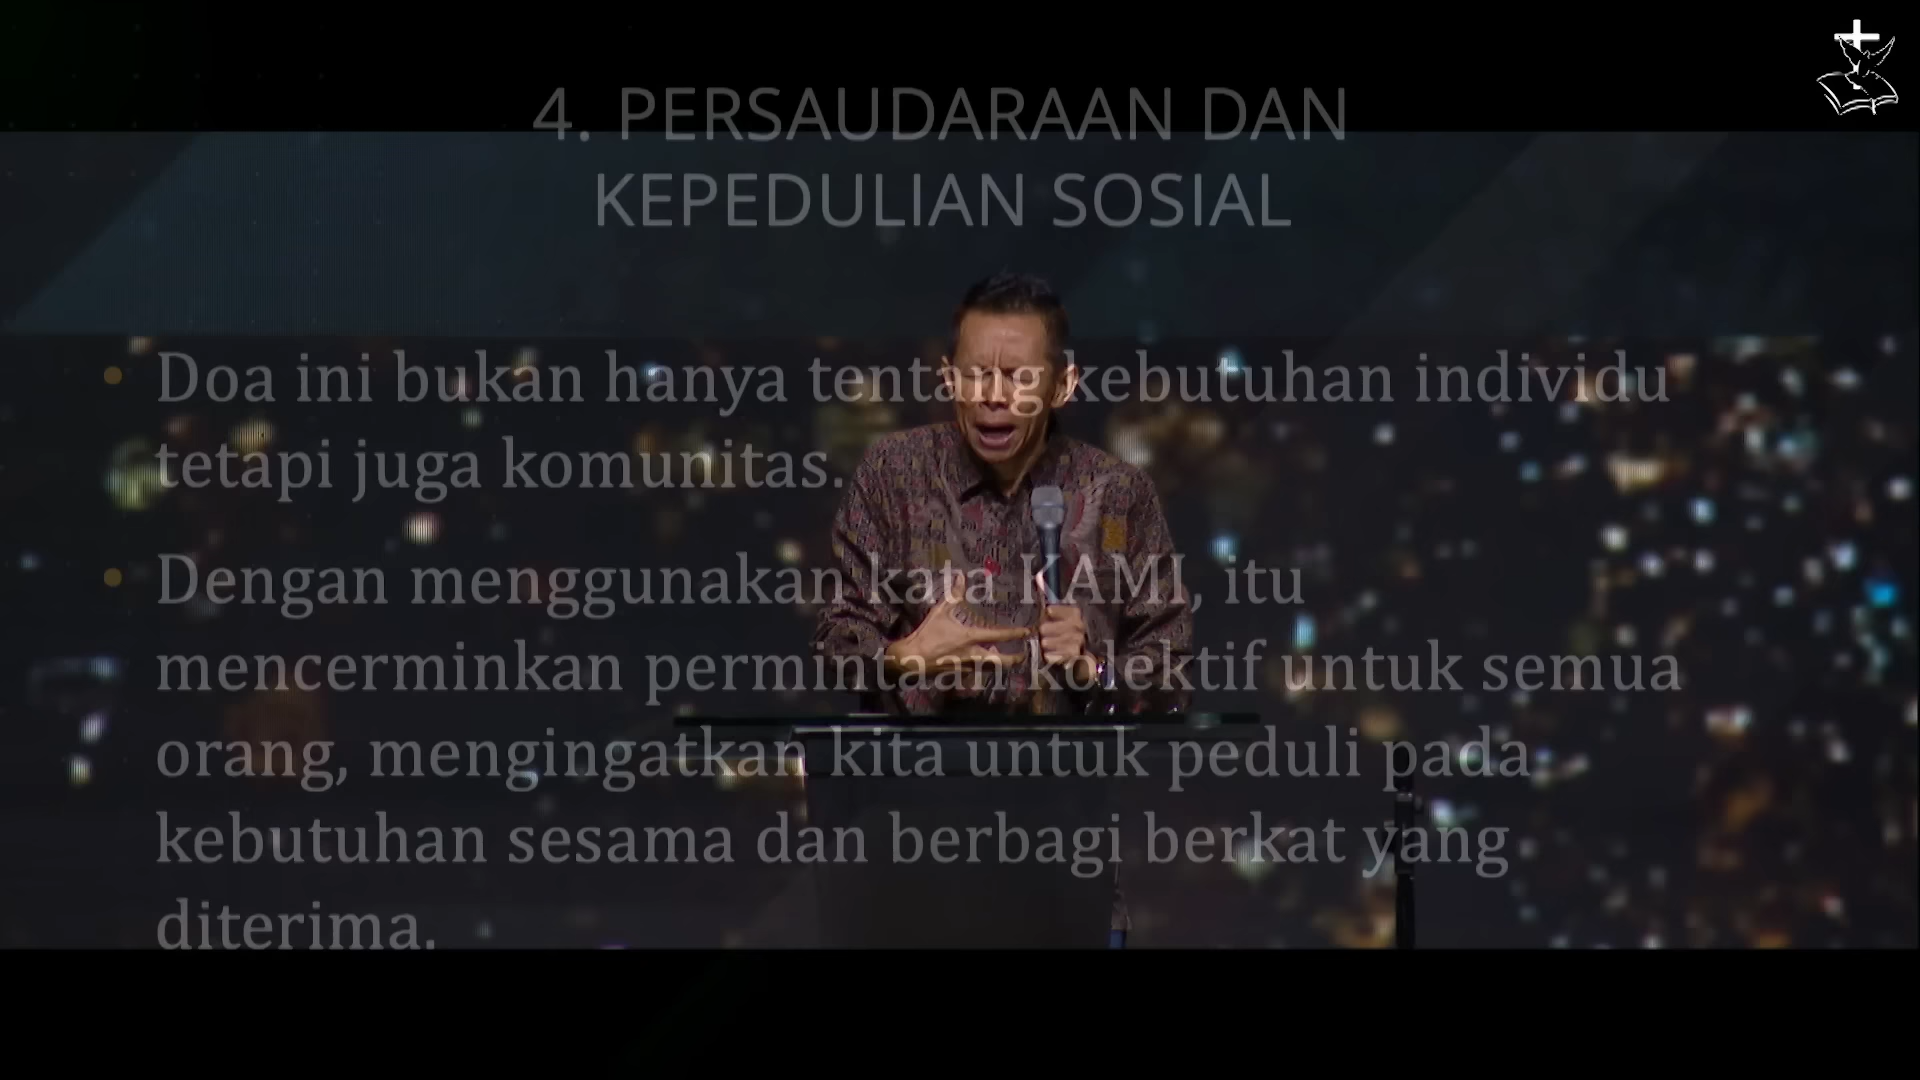 4. PERSAUDARAAN DAN
KEPEDULIAN SOSIAL
Doa ini bukan hanya tentang kebutuhan individu
tetapi juga komunitas.
Dengan menggunakan kata KAMI, itu
mencerminkan permintaan kolektif untuk semua
orang, mengingatkan kita untuk peduli pada
kebutuhan sesama dan berbagi berkat yang
diterima.